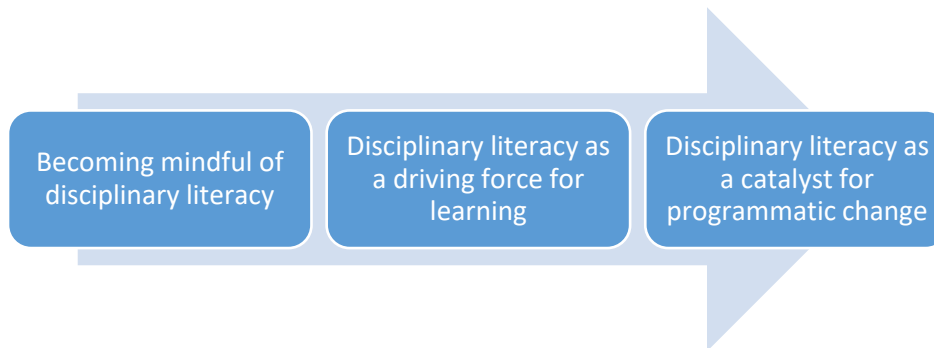 Becoming mindful of
disciplinary literacy
Disciplinary literacy as
a driving force for
learning
Disciplinary literacy as
a catalyst for
programmatic change